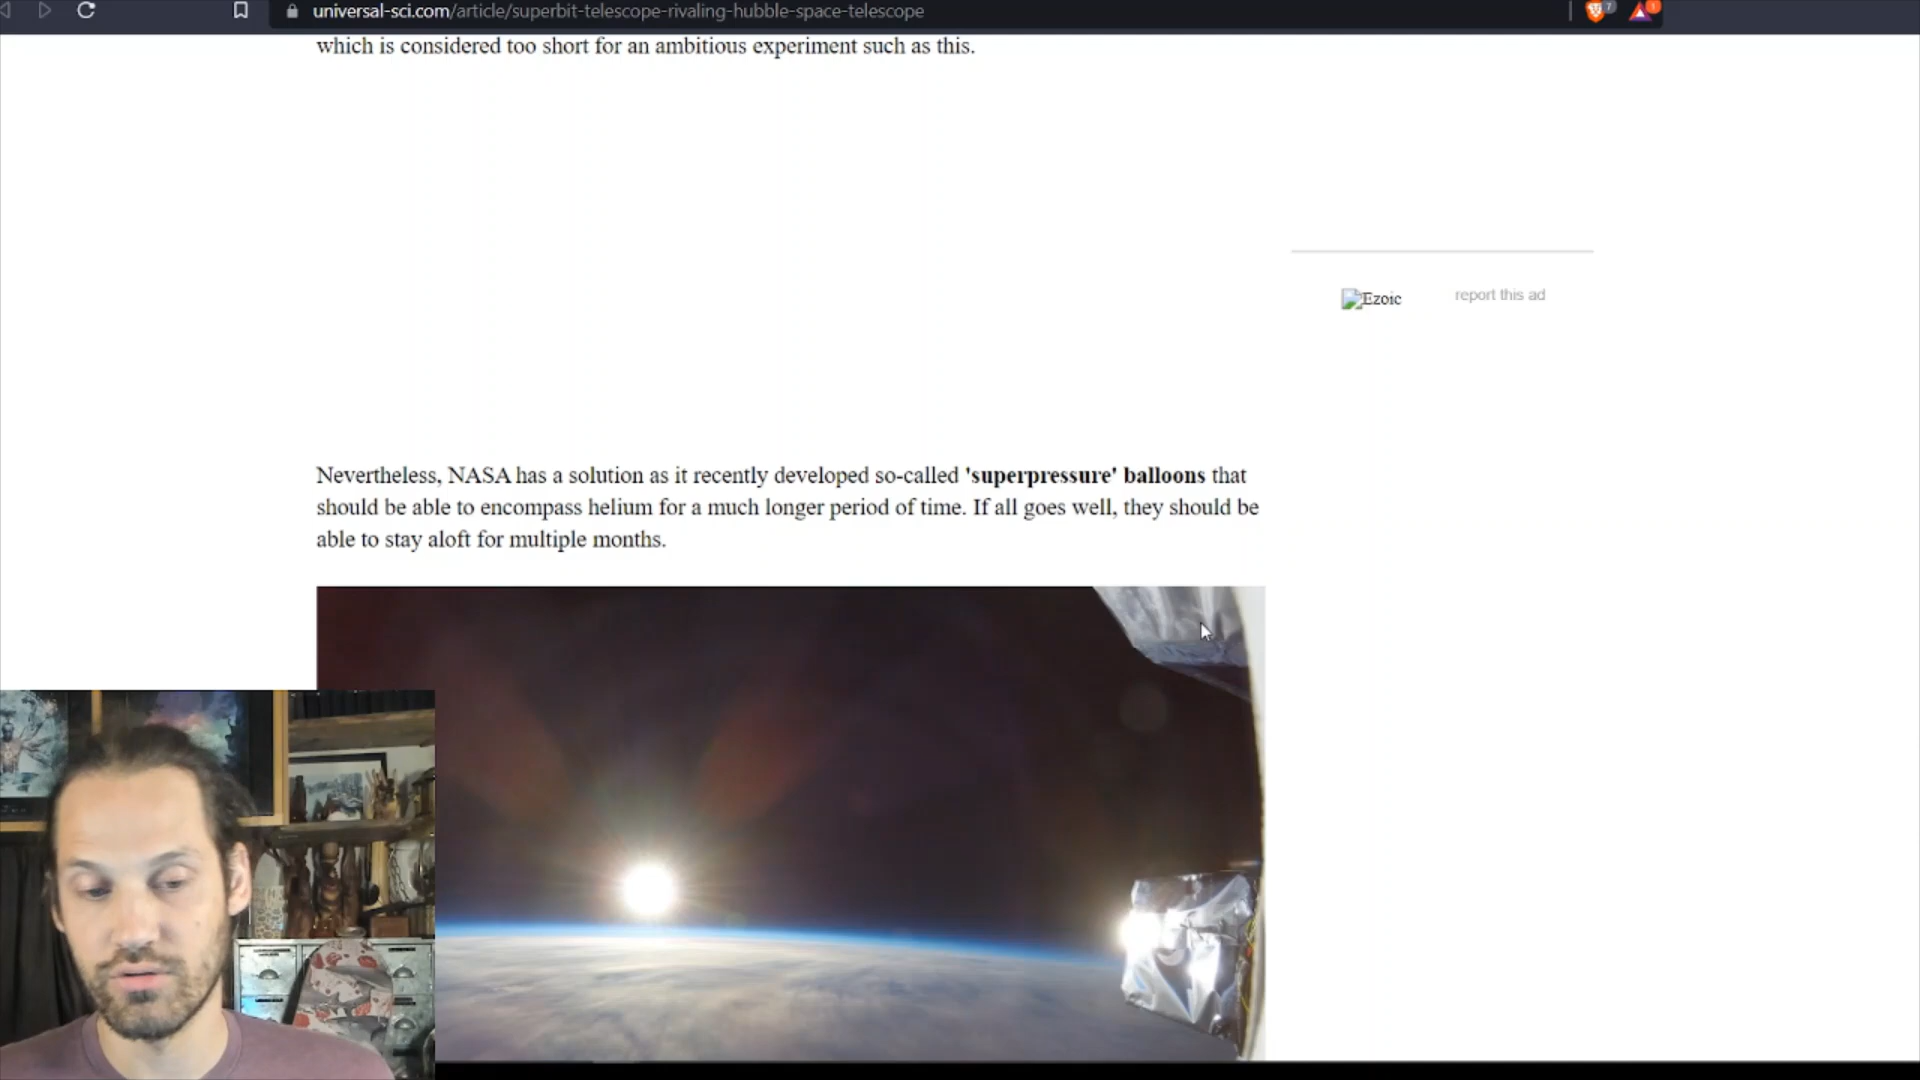 universal-sci.com/article/superbit-telescope-rivaling-hubble-space-telescope
7
1
which is considered too short for an ambitious experiment such as this.
Ezoic
report this ad
Nevertheless, NASA has a solution as it recently developed so-called 'superpressure' balloons that
should be able to encompass helium for a much longer period of time. If all goes well, they should be
able to stay aloft for multiple months.